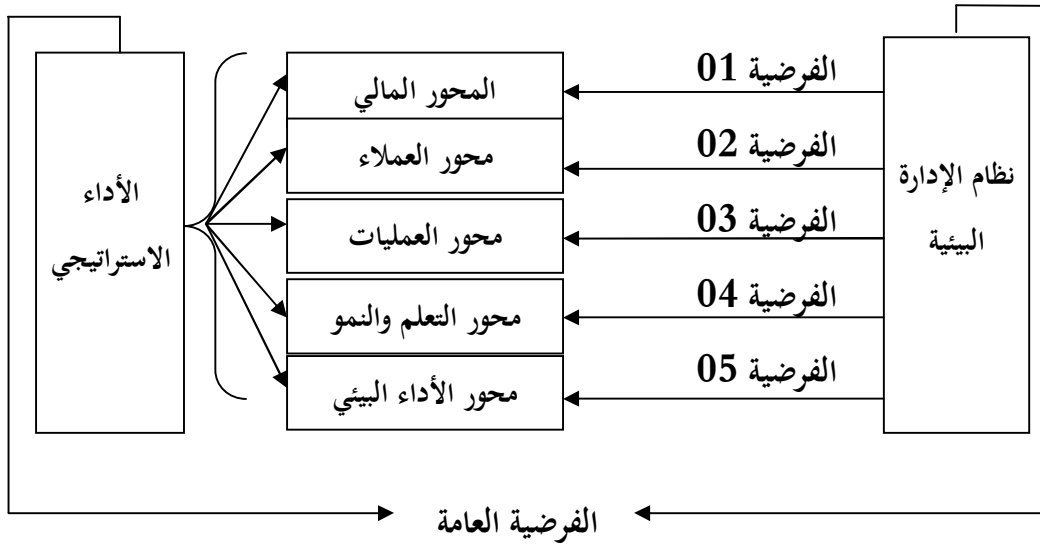 نظام الإدارة
البيئية
الفرضية 01
الفرضية 02
الفرضية 03
الفرضية 04
الفرضية 05
المحور المالي
محور العملاء
محور العمليات
محور التعلم والنمو
محور الأداء البيئي
الأداء
الاستراتيجي
الفرضية العامة